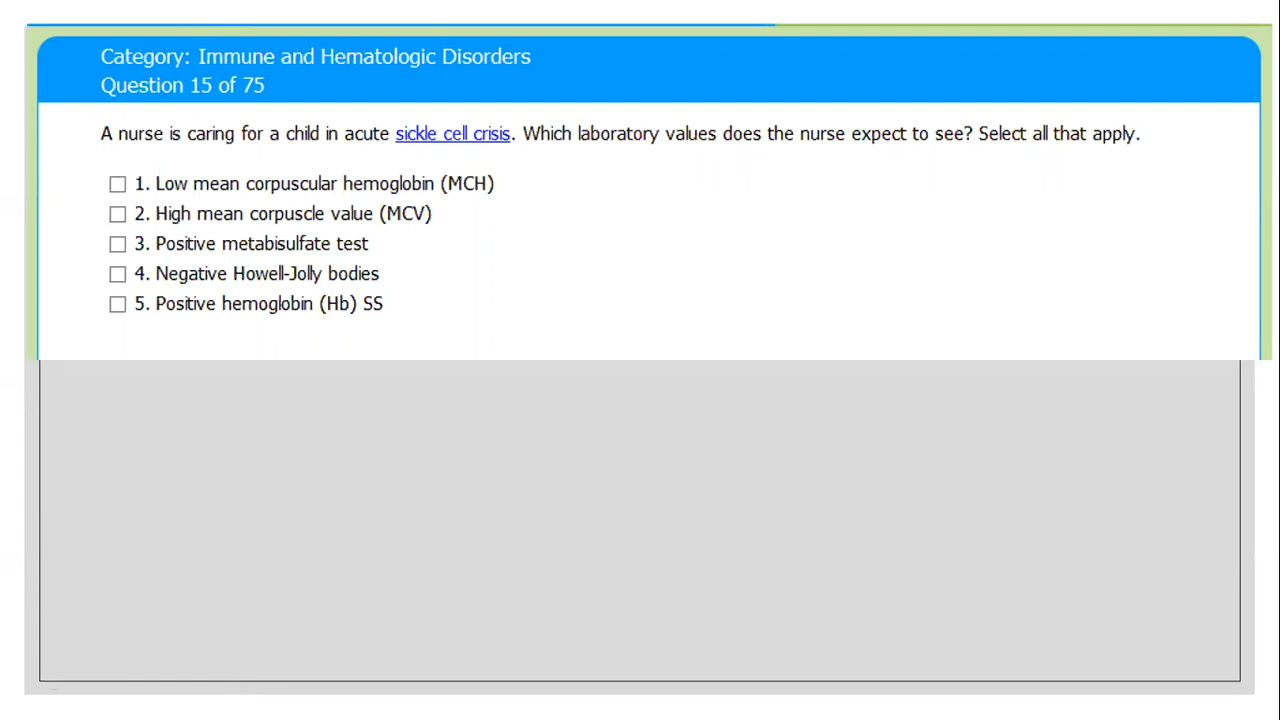 Category: Immune and Hematologic Disorders
Question 15 of 75
A nurse is caring for a child in acute sickle cell crisis. Which laboratory values does the nurse expect to see? Select all that apply.
1. Low mean corpuscular hemoglobin (MCH)
2. High mean corpuscle value (MCV)
3. Positive metabisulfate test
4. Negative Howell-Jolly bodies
5. Positive hemoglobin (Hb) SS